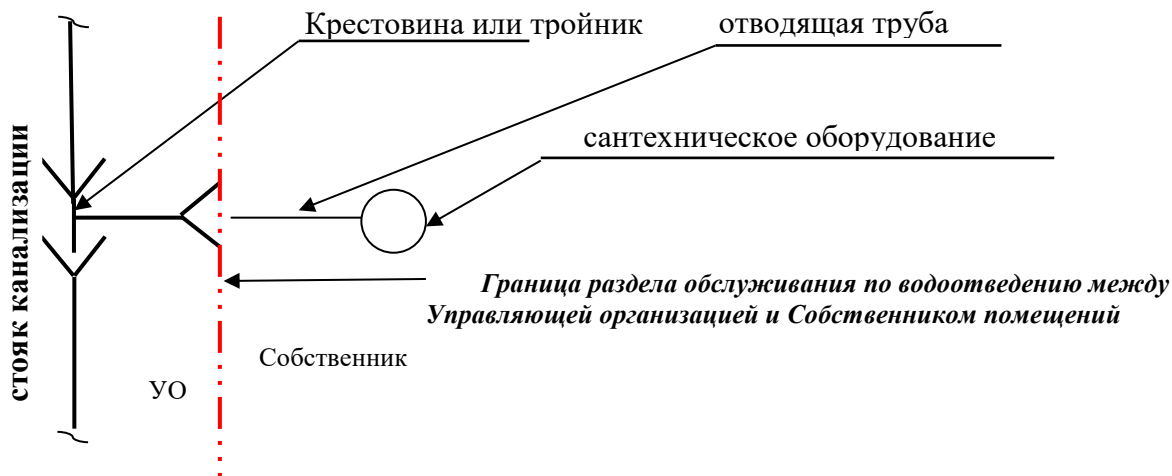 Крестовина или тройник
отводящая труба
сантехническое оборудование
стояк канализации
Граница раздела обслуживания по водоотведению между
Управляющей организацией и Собственником помещений
Собственник
УО